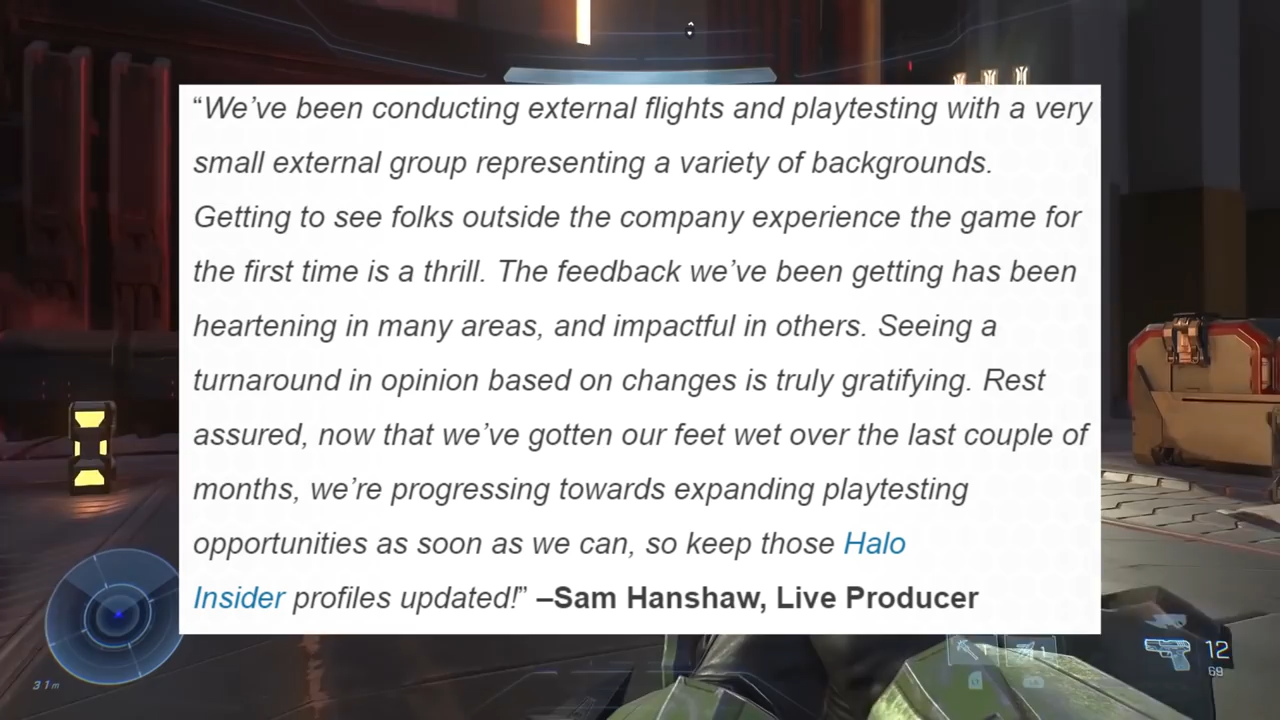 “We’ve been conducting external flights and playtesting with a very
small external group representing a variety of backgrounds.
Getting to see folks outside the company experience the game for
the first time is a thrill. The feedback we’ve been getting has been
heartening in many areas, and impactful in others. Seeing a
turnaround in opinion based on changes is truly gratifying. Rest
assured, now that we’ve gotten our feet wet over the last couple of
months, we’re progressing towards expanding playtesting
opportunities as soon as we can, so keep those Halo
Insider profiles updated!” –Sam Hanshaw, Live Producer
31m
1
1
12
69